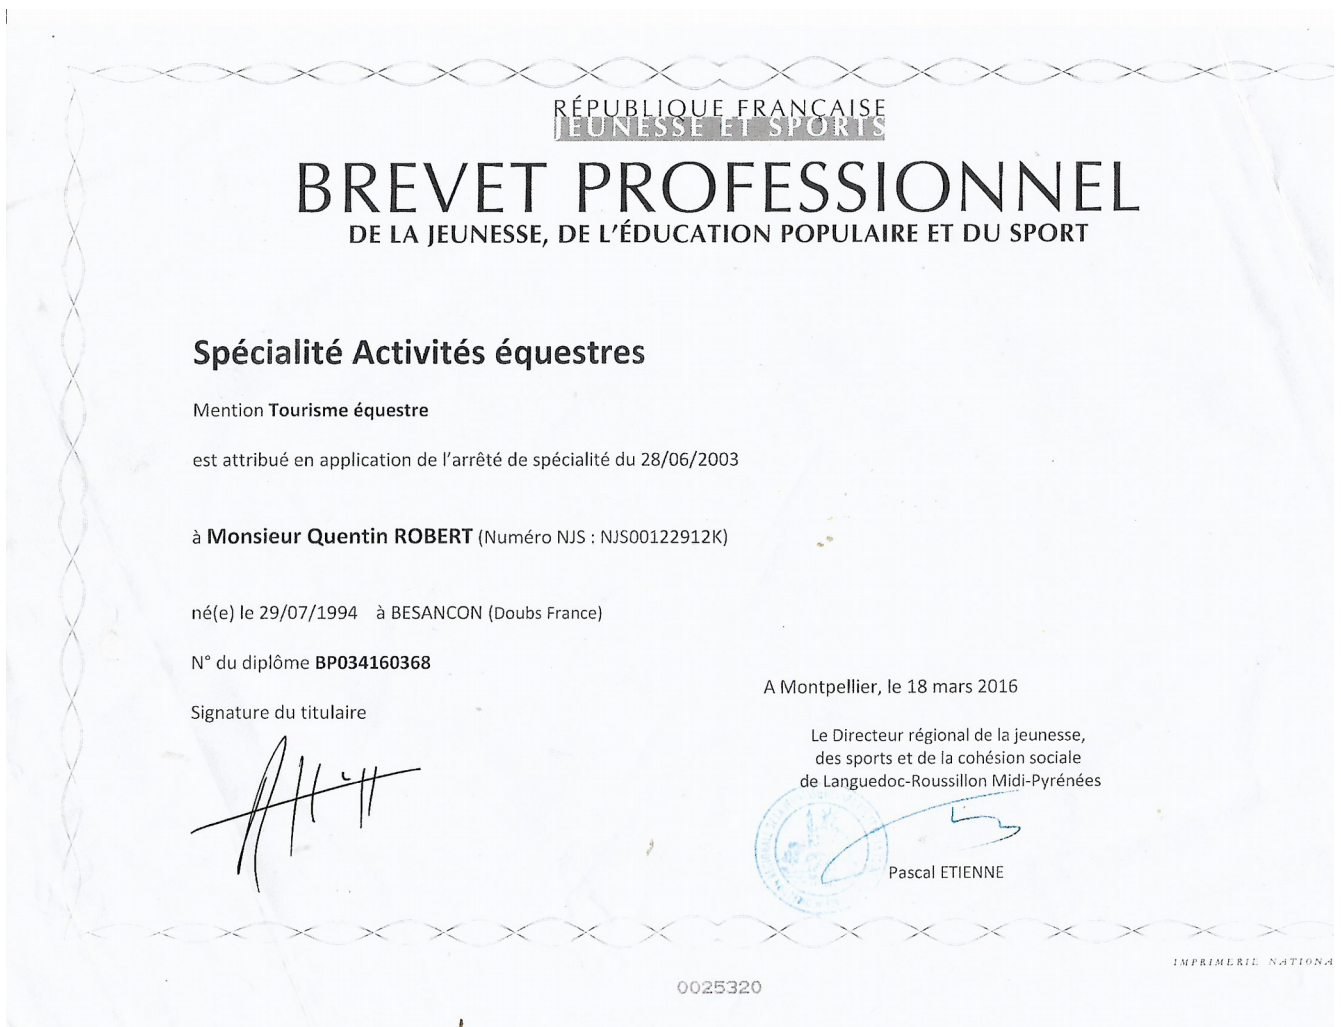 RÉPUBLIQUE FRANÇAISE
JEUNESSE ET SPORTS
BREVET PROFESSIONNEL
DE LA JEUNESSE, DE L'ÉDUCATION POPULAIRE ET DU SPORT
Spécialité Activités équestres
Mention Tourisme équestre
est attribué en application de l'arrêté de spécialité du 28/06/2003
à Monsieur Quentin ROBERT (Numéro NJS : NJS00122912K)
né(e) le 29/07/1994 à BESANCON (Doubs France)
N° du diplôme BP034160368
A Montpellier, le 18 mars 2016
Signature du titulaire
Le Directeur régional de la jeunesse,
des sports et de la cohésion sociale
de Languedoc-Roussillon Midi-Pyrénées
Pascal ETIENNE
IMPRIMERIE NATIONA
0025320